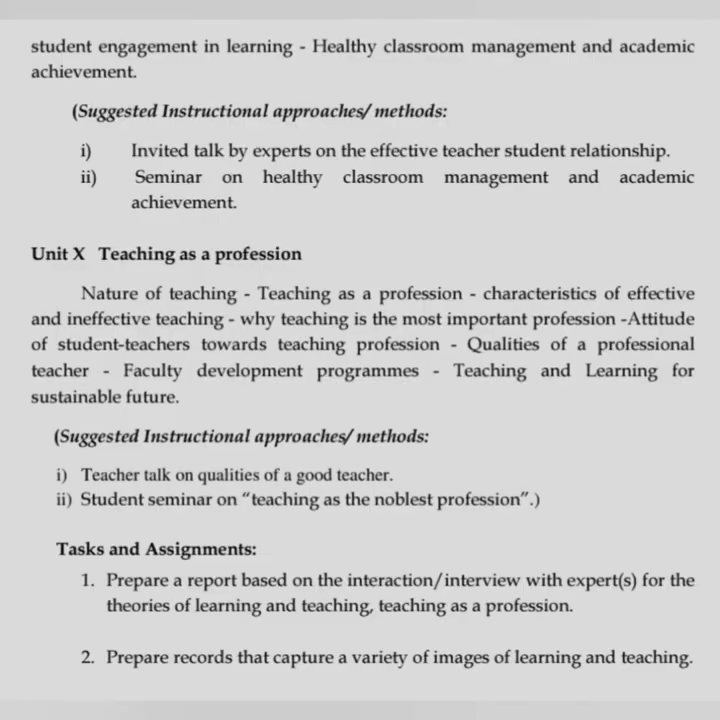 student engagement in learning - Healthy classroom management and academic
achievement.
(Suggested Instructional approaches/ methods:
i) Invited talk by experts on the effective teacher student relationship.
ii) Seminar on healthy classroom management and academic
achievement.
Unit X Teaching as a profession
Nature of teaching - Teaching as a profession - characteristics of effective
and ineffective teaching - why teaching is the most important profession -Attitude
of student-teachers towards teaching profession - Qualities of a professional
teacher - Faculty development programmes - Teaching and Learning for
sustainable future.
(Suggested Instructional approaches/ methods:
i) Teacher talk on qualities of a good teacher.
ii) Student seminar on “teaching as the noblest profession”.)
Tasks and Assignments:
1. Prepare a report based on the interaction/interview with expert(s) for the
theories of learning and teaching, teaching as a profession.
2. Prepare records that capture a variety of images of learning and teaching.